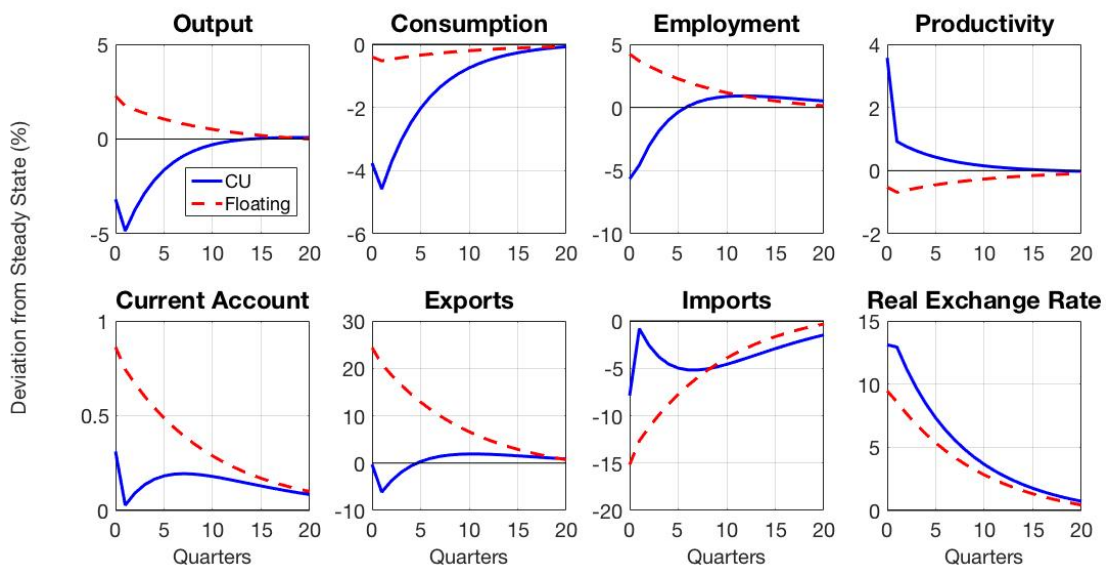 Deviation from Steady State (%)
Output
5
0
-5
0 5 10 15 20
CU
Floating
Consumption
0
-2
-4
-6
0 5 10 15 20
Employment
5
0
-5
-10
0 5 10 15 20
Productivity
4
2
0
-2
0 5 10 15 20
Current Account
1
0.5
0
0 5 10 15 20
Quarters
Exports
30
20
10
0
-10
0 5 10 15 20
Quarters
Imports
0
-5
-10
-15
-20
0 5 10 15 20
Quarters
Real Exchange Rate
15
10
5
0
0 5 10 15 20
Quarters